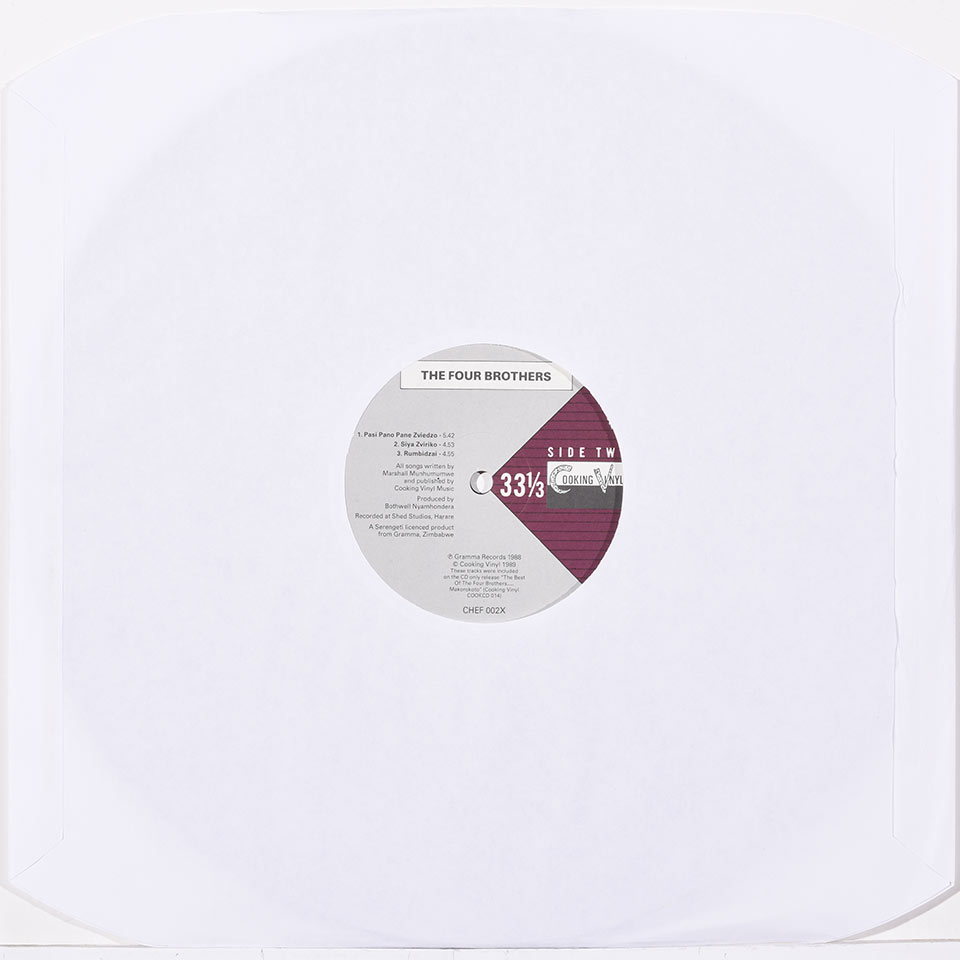 THE FOUR BROTHERS
1. Pasi Pano Pane Zviedzo - 5.42
2. Siya Zviriko - 4.53
3. Rumbidzai - 4.55
All songs written by
Marshall Munhumumwe
and published by
Cooking Vinyl Music
Produced by
Bothwell Nyamhondera
Recorded at Shed Studios, Harare
A Serengeti licenced product
from Gramma, Zimbabwe
SIDE TW
COOKING VINYL
33⅓
℗ Gramma Records 1988
© Cooking Vinyl 1989
These tracks were included
on the CD only release "The Best
Of The Four Brothers.....
Makorokoto" (Cooking Vinyl
COOKCD 014)
CHEF 002X